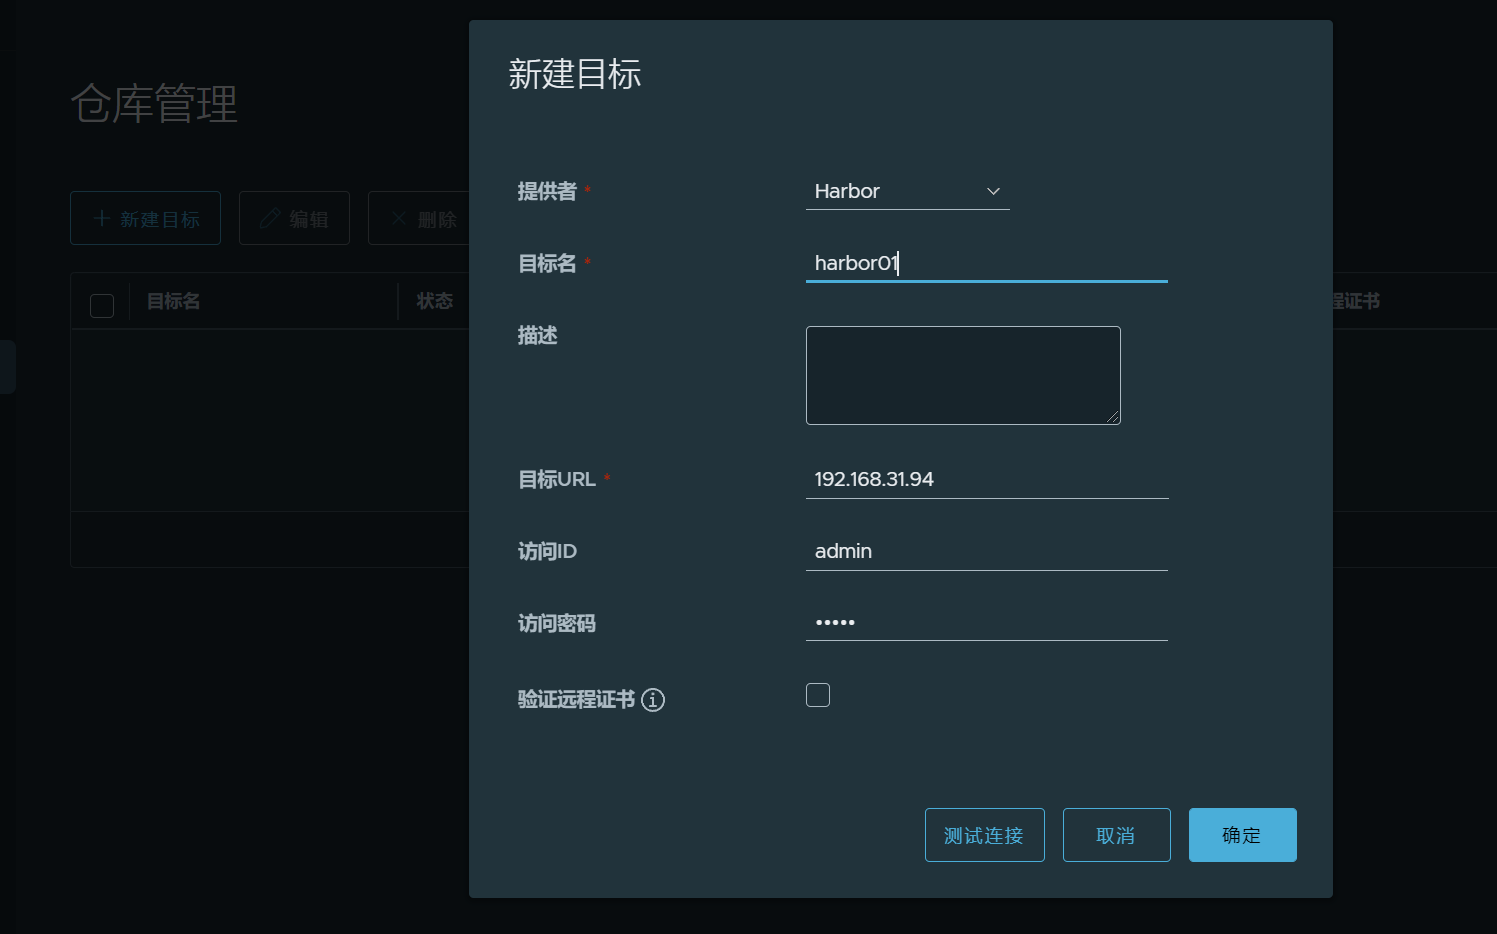 新建目标
仓库管理
提供者 * Harbor
新建目标 编辑 删除
目标名 * harbor01
目标名 状态
程证书
描述
目标URL * 192.168.31.94
访问ID admin
访问密码 •••••
验证远程证书
测试连接 取消 确定